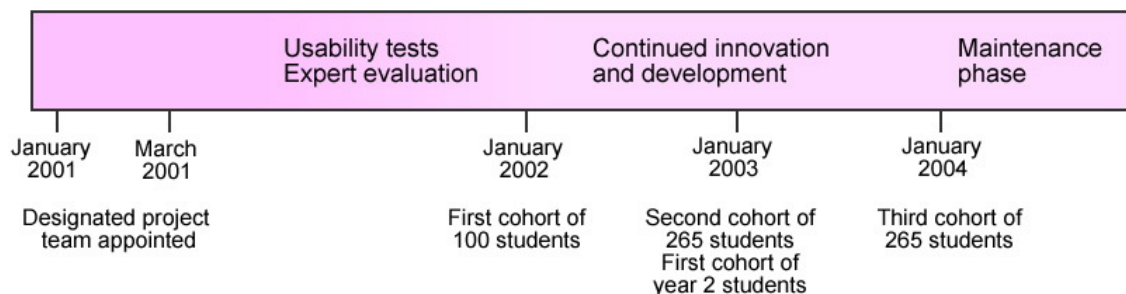 Usability tests
Expert evaluation
Continued innovation
and development
Maintenance
phase
January
2001
March
2001
January
2002
January
2003
January
2004
Designated project
team appointed
First cohort of
100 students
Second cohort of
265 students
First cohort of
year 2 students
Third cohort of
265 students